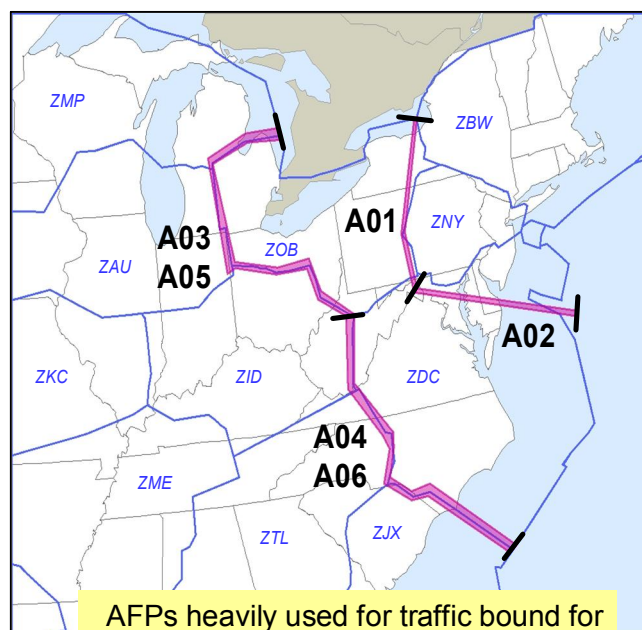 ZMP
ZBW
A01
ZNY
A03
A05
ZOB
ZAU
A02
ZKC
ZID
ZDC
A04
A06
ZME
ZTL
ZJX
AFPs heavily used for traffic bound for